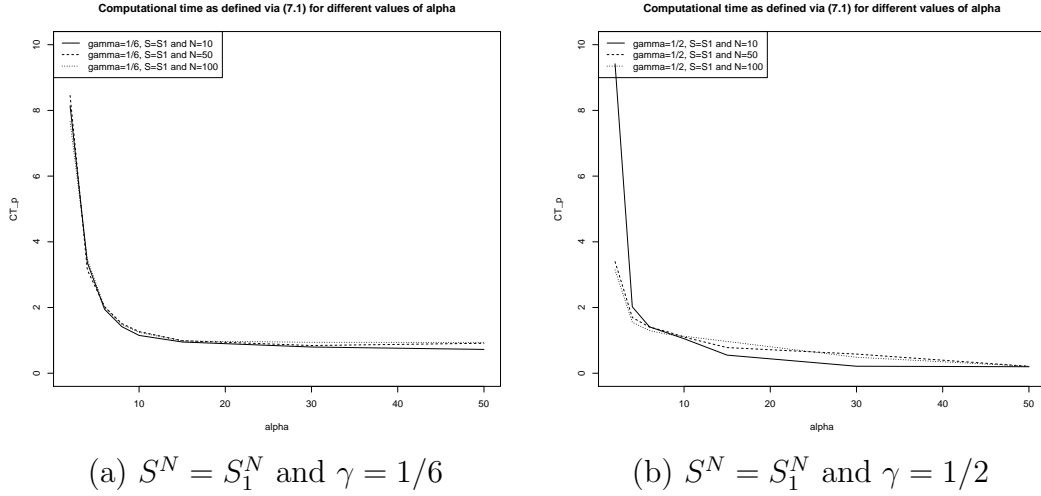 Computational time as defined via (7.1) for different values of alpha
gamma=1/6, S=S1 and N=10
gamma=1/6, S=S1 and N=50
gamma=1/6, S=S1 and N=100
CT_p
10
8
6
4
2
0
10 20 30 40 50
alpha
(a) S^N = S_1^N and γ = 1/6
Computational time as defined via (7.1) for different values of alpha
gamma=1/2, S=S1 and N=10
gamma=1/2, S=S1 and N=50
gamma=1/2, S=S1 and N=100
CT_p
10
8
6
4
2
0
10 20 30 40 50
alpha
(b) S^N = S_1^N and γ = 1/2